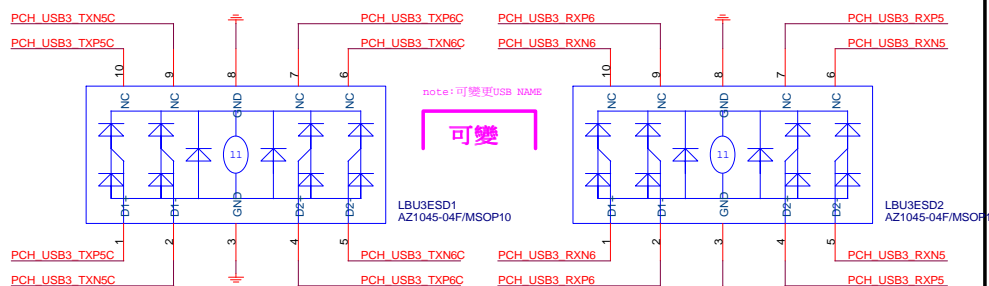 PCH_USB3_TXN5C
PCH_USB3_TXP5C
PCH_USB3_TXP6C
PCH_USB3_TXN6C
PCH_USB3_RXP6
PCH_USB3_RXN6
PCH_USB3_RXP5
PCH_USB3_RXN5
10 9 8 7 6
10 9 8 7 6
NC NC GND NC NC
NC NC GND NC NC
note:可變更USB NAME
可變
11
11
D1+ D1- GND D2- D2+
D1+ D1- GND D2- D2+
LBU3ESD1
AZ1045-04F/MSOP10
LBU3ESD2
AZ1045-04F/MSOP1
1 2 3 4 5
1 2 3 4 5
PCH_USB3_TXP5C
PCH_USB3_TXN5C
PCH_USB3_TXN6C
PCH_USB3_TXP6C
PCH_USB3_RXN6
PCH_USB3_RXP6
PCH_USB3_RXN5
PCH_USB3_RXP5